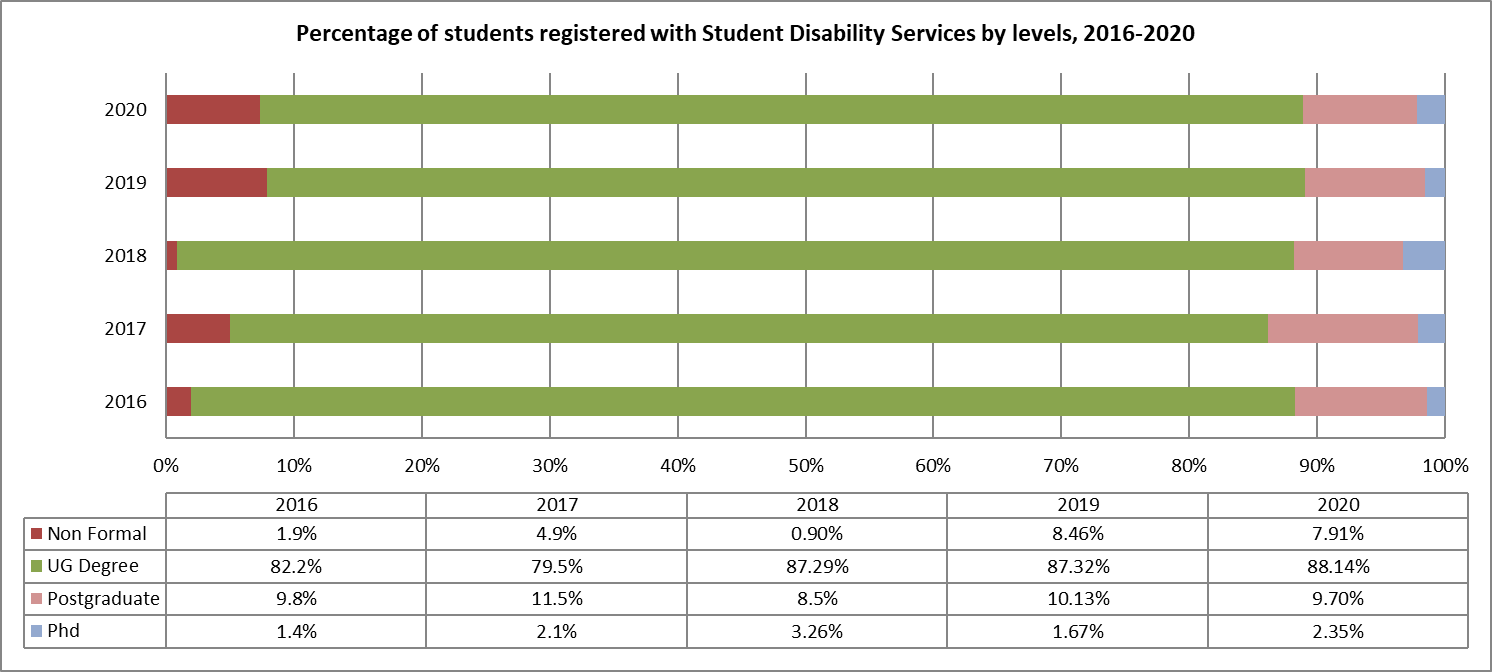 Percentage of students registered with Student Disability Services by levels, 2016-2020
2020
2019
2018
2017
2016
0% 10% 20% 30% 40% 50% 60% 70% 80% 90% 100%
2016 2017 2018 2019 2020
Non Formal 1.9% 4.9% 0.90% 8.46% 7.91%
UG Degree 82.2% 79.5% 87.29% 87.32% 88.14%
Postgraduate 9.8% 11.5% 8.5% 10.13% 9.70%
Phd 1.4% 2.1% 3.26% 1.67% 2.35%